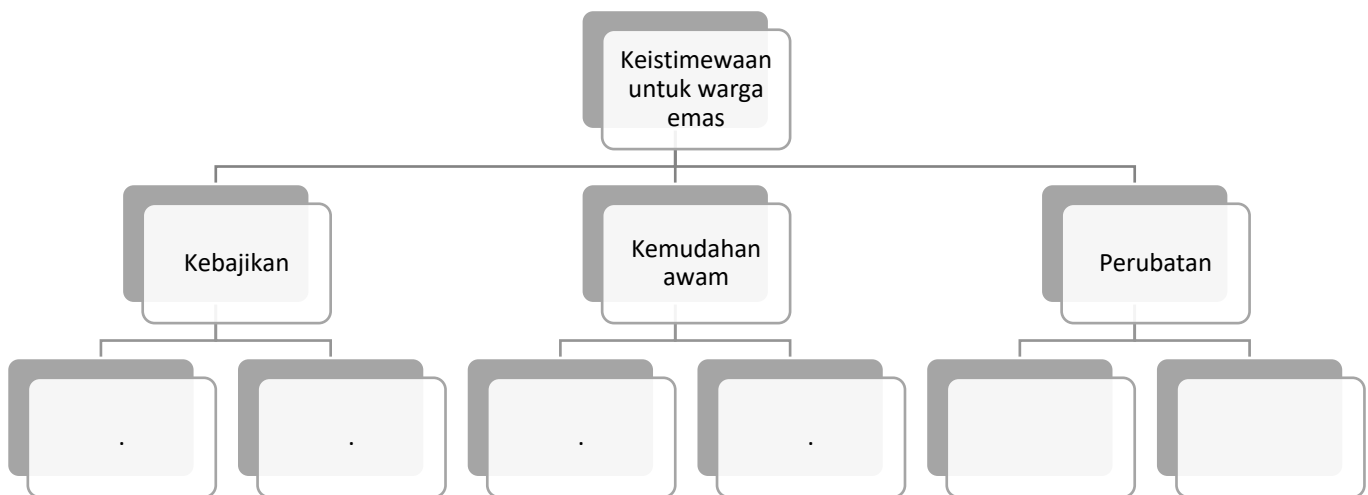 Keistimewaan
untuk warga
emas
Kebajikan
Kemudahan
awam
Perubatan
.
.
.
.